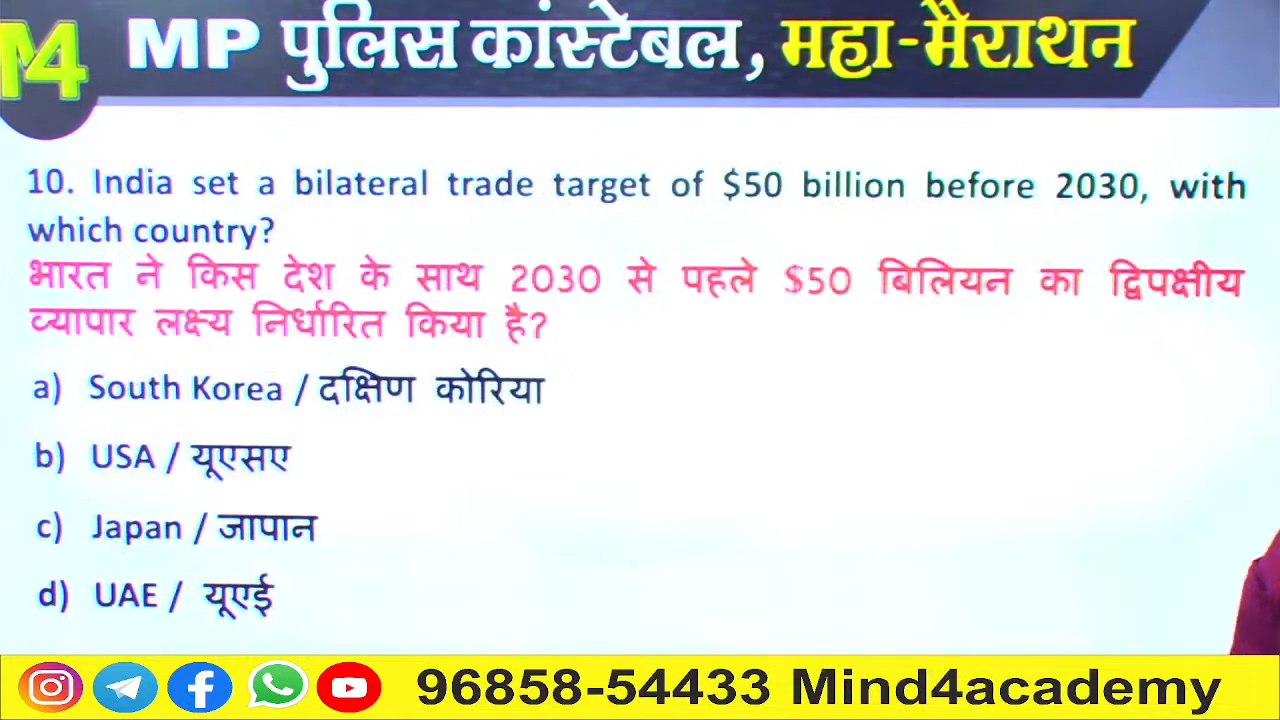 M4 MP पुलिस कांस्टेबल, महा-मैराथन
10. India set a bilateral trade target of $50 billion before 2030, with
which country?
भारत ने किस देश के साथ 2030 से पहले $50 बिलियन का द्विपक्षीय
व्यापार लक्ष्य निर्धारित किया है?
a) South Korea / दक्षिण कोरिया
b) USA / यूएसए
c) Japan / जापान
d) UAE / यूएई
96858-54433 Mind4academy